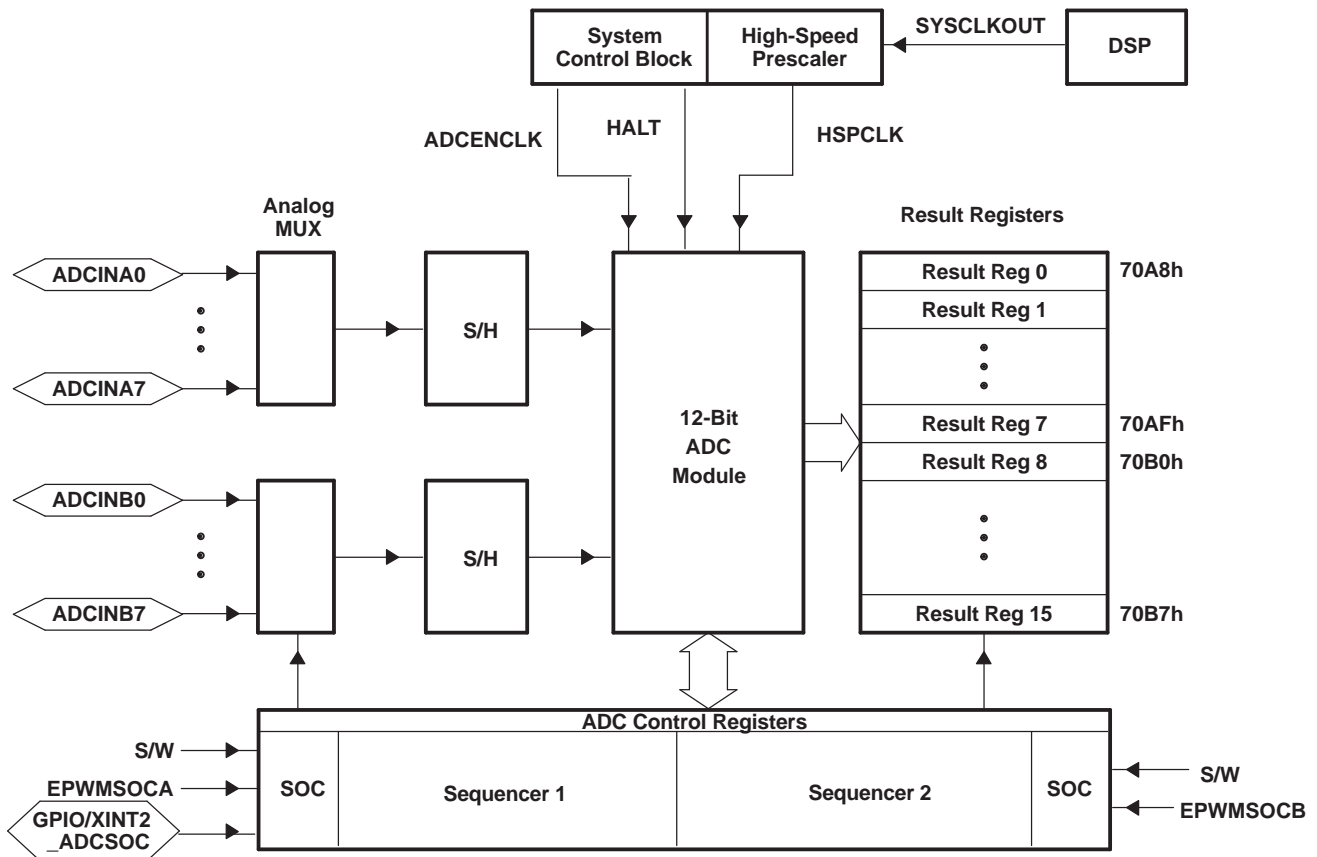 System
Control Block
High-Speed
Prescaler
SYSCLKOUT
DSP
ADCENCLK
HALT
HSPCLK
Analog
MUX
Result Registers
ADCINA0
ADCINA7
S/H
12-Bit
ADC
Module
Result Reg 0
70A8h
Result Reg 1
Result Reg 7
70AFh
Result Reg 8
70B0h
Result Reg 15
70B7h
ADCINB0
ADCINB7
S/H
ADC Control Registers
S/W
EPWMSOCA
GPIO/XINT2
_ADCSOC
SOC
Sequencer 1
Sequencer 2
SOC
S/W
EPWMSOCB